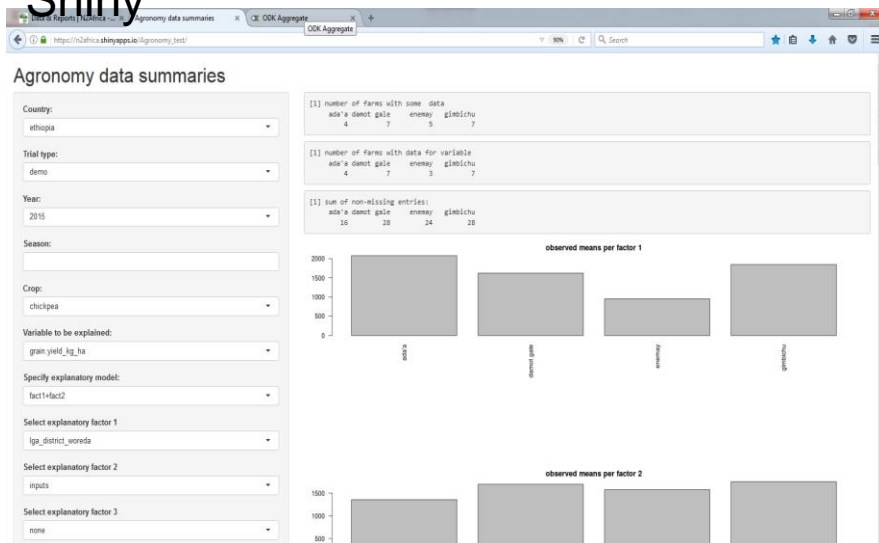 Shiny
Data & Reports | N2Africa -... × Agronomy data summaries × ODK Aggregate × +
ODK Aggregate
https://n2africa.shinyapps.io/Agronomy_test/ 90% Search
Agronomy data summaries
Country:
ethiopia
Trial type:
demo
Year:
2015
Season:
Crop:
chickpea
Variable to be explained:
grain.yield_kg_ha
Specify explanatory model:
fact1+fact2
Select explanatory factor 1
lga_district_woreda
Select explanatory factor 2
inputs
Select explanatory factor 3
none
[1] number of farms with some data
ada'a damot gale enemay gimbichu
4 7 5 7
[1] number of farms with data for variable
ada'a damot gale enemay gimbichu
4 7 3 7
[1] sum of non-missing entries:
ada'a damot gale enemay gimbichu
16 28 24 28
observed means per factor 1
2000
1500
1000
500
0
ada'a
damot gale
enemay
gimbichu
observed means per factor 2
1500
1000
500